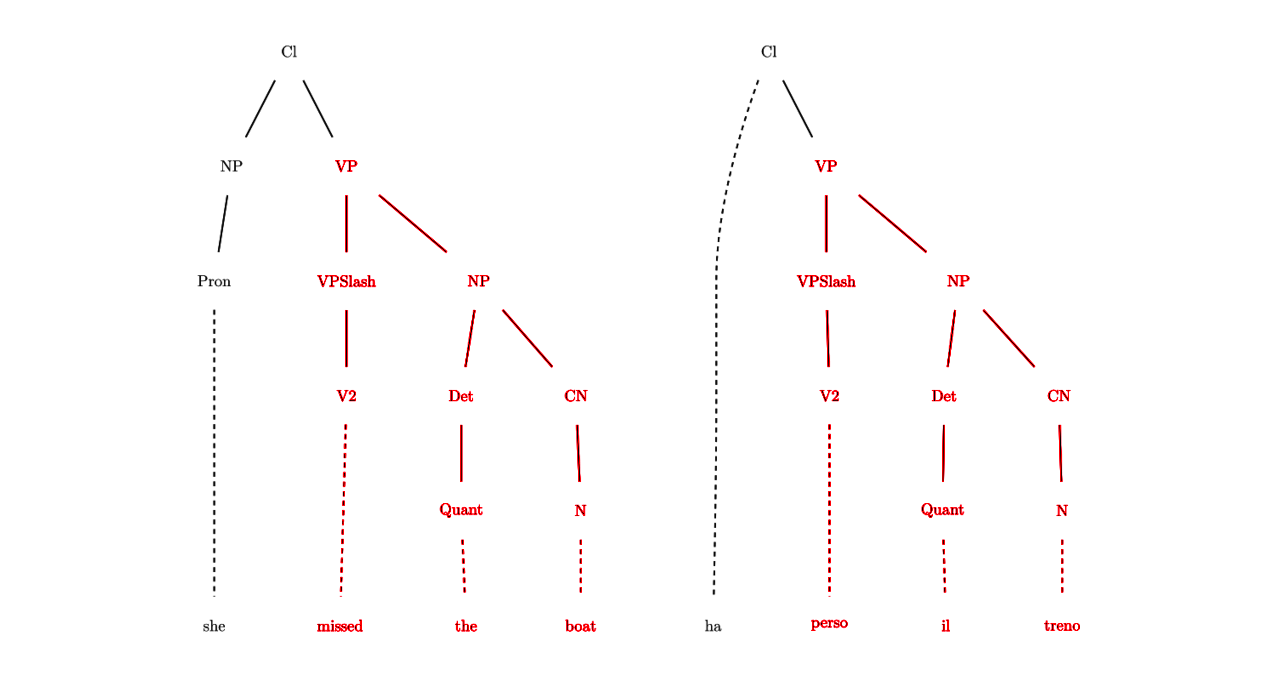 Cl Cl
NP VP VP
Pron VPSlash NP VPSlash NP
V2 Det CN V2 Det CN
Quant N Quant N
she missed the boat ha perso il treno